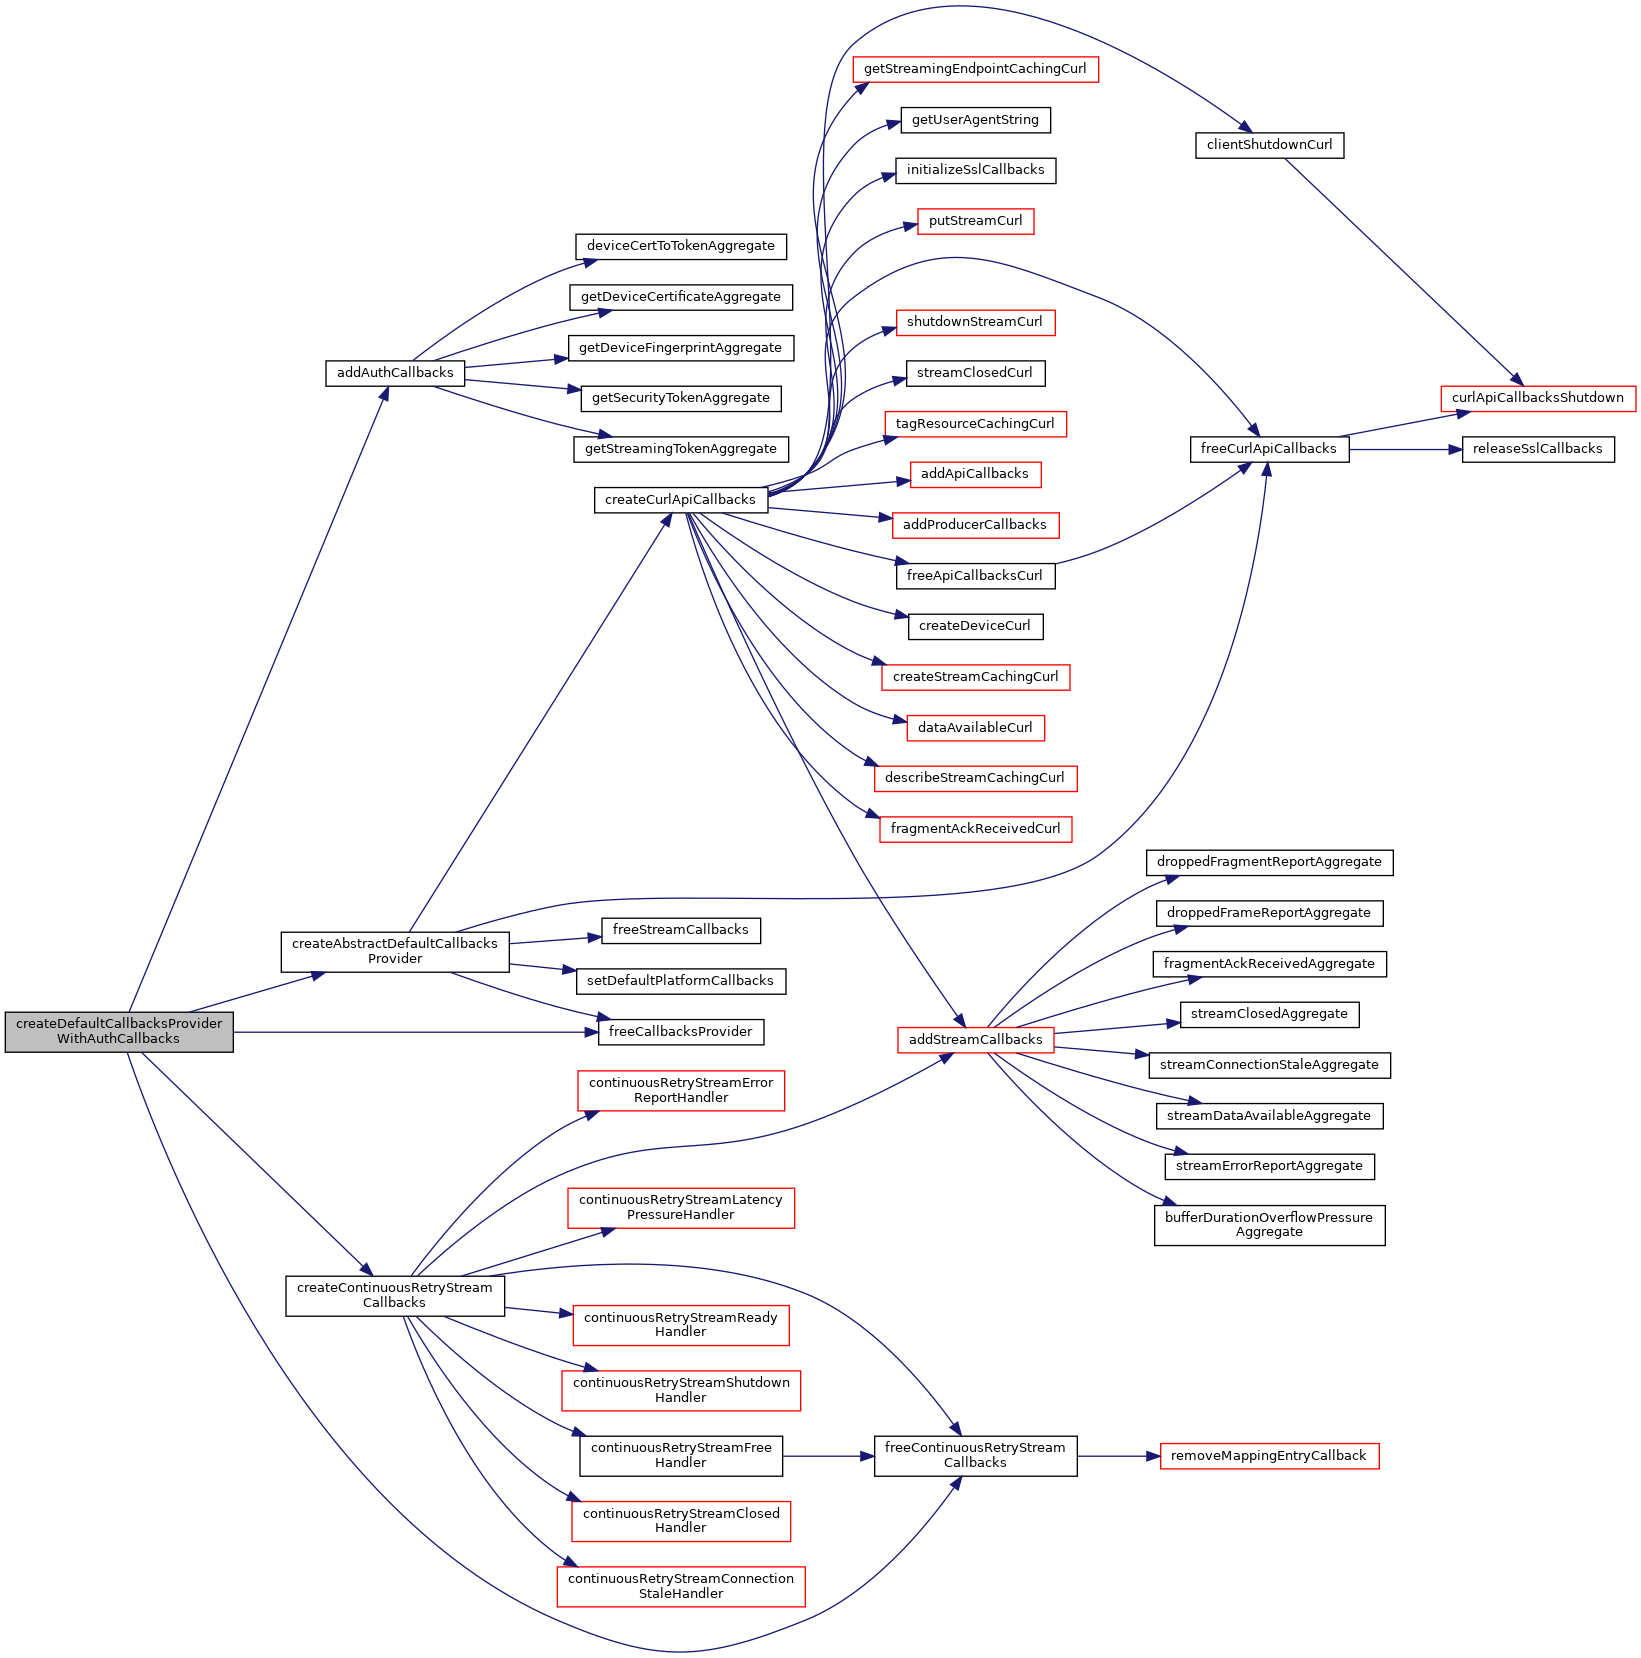 createDefaultCallbacksProvider
WithAuthCallbacks
addAuthCallbacks
deviceCertToTokenAggregate
getDeviceCertificateAggregate
getDeviceFingerprintAggregate
getSecurityTokenAggregate
getStreamingTokenAggregate
createAbstractDefaultCallbacks
Provider
createCurlApiCallbacks
freeStreamCallbacks
setDefaultPlatformCallbacks
freeCallbacksProvider
getStreamingEndpointCachingCurl
getUserAgentString
initializeSslCallbacks
putStreamCurl
shutdownStreamCurl
streamClosedCurl
tagResourceCachingCurl
addApiCallbacks
addProducerCallbacks
freeApiCallbacksCurl
createDeviceCurl
createStreamCachingCurl
dataAvailableCurl
describeStreamCachingCurl
fragmentAckReceivedCurl
addStreamCallbacks
clientShutdownCurl
freeCurlApiCallbacks
curlApiCallbacksShutdown
releaseSslCallbacks
droppedFragmentReportAggregate
droppedFrameReportAggregate
fragmentAckReceivedAggregate
streamClosedAggregate
streamConnectionStaleAggregate
streamDataAvailableAggregate
streamErrorReportAggregate
bufferDurationOverflowPressure
Aggregate
createContinuousRetryStream
Callbacks
continuousRetryStreamError
ReportHandler
continuousRetryStreamLatency
PressureHandler
continuousRetryStreamReady
Handler
continuousRetryStreamShutdown
Handler
continuousRetryStreamFree
Handler
continuousRetryStreamClosed
Handler
continuousRetryStreamConnection
StaleHandler
freeContinuousRetryStream
Callbacks
removeMappingEntryCallback